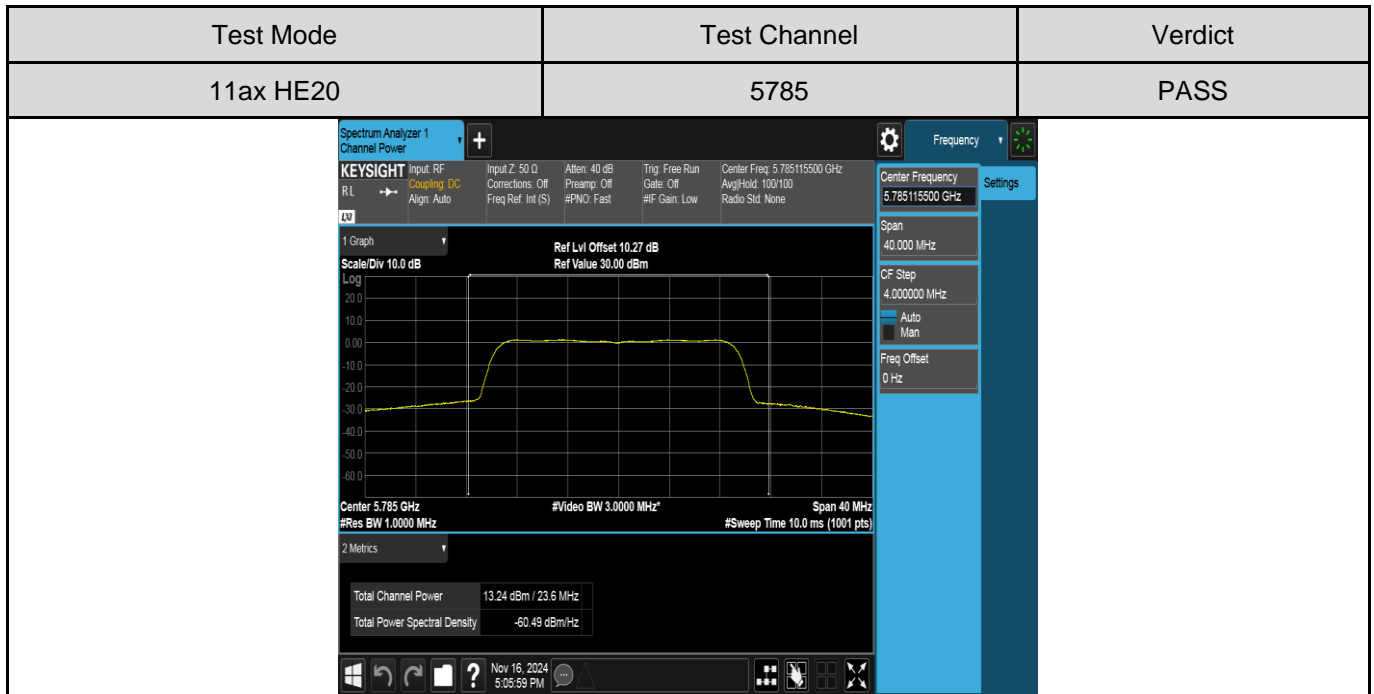 Test Mode Test Channel Verdict
11ax HE20 5785 PASS
Spectrum Analyzer 1
Channel Power
+
Frequency
KEYSIGHT Input: RF Input Z: 50 Ω Atten: 40 dB Trig: Free Run Center Freq: 5.785115500 GHz
RL Coupling: DC Corrections: Off Preamp: Off Gate: Off Avg|Hold: 100/100
Align: Auto Freq Ref: Int (S) #PNO: Fast #IF Gain: Low Radio Std: None
LXI
Center Frequency
5.785115500 GHz
Settings
Span
40.000 MHz
CF Step
4.000000 MHz
Auto
Man
Freq Offset
0 Hz
1 Graph
Ref Lvl Offset 10.27 dB
Scale/Div 10.0 dB Ref Value 30.00 dBm
Log
20.0
10.0
0.00
-10.0
-20.0
-30.0
-40.0
-50.0
-60.0
Center 5.785 GHz #Video BW 3.0000 MHz* Span 40 MHz
#Res BW 1.0000 MHz #Sweep Time 10.0 ms (1001 pts)
2 Metrics
Total Channel Power 13.24 dBm / 23.6 MHz
Total Power Spectral Density -60.49 dBm/Hz
? Nov 16, 2024
5:05:59 PM